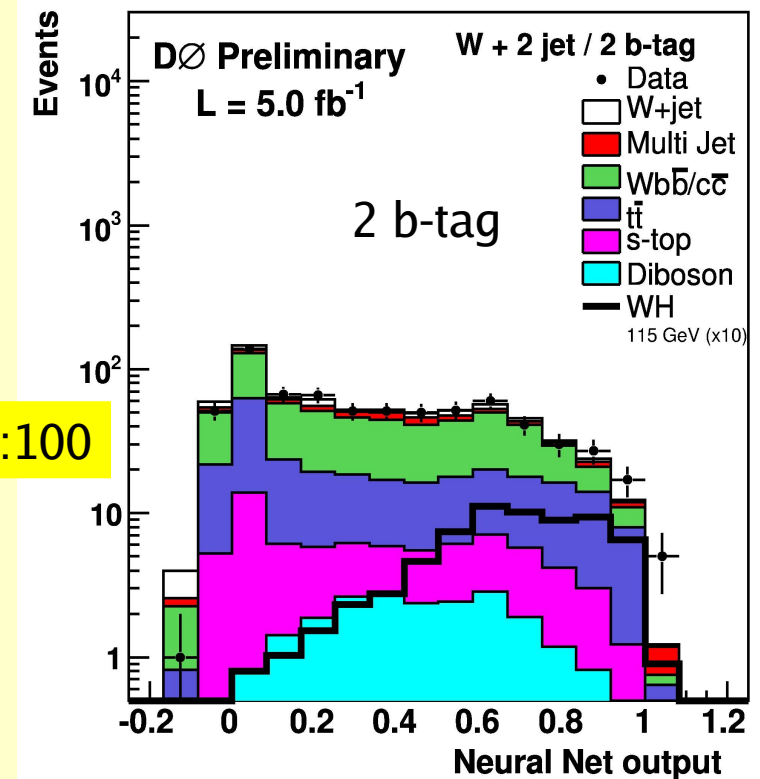 Events
DØ Preliminary
L = 5.0 fb⁻¹
W + 2 jet / 2 b-tag
Data
W+jet
Multi Jet
Wbb̄/cc̄
tt̄
s-top
Diboson
WH
115 GeV (x10)
2 b-tag
:100
10⁴
10³
10²
10
1
-0.2 0 0.2 0.4 0.6 0.8 1 1.2
Neural Net output